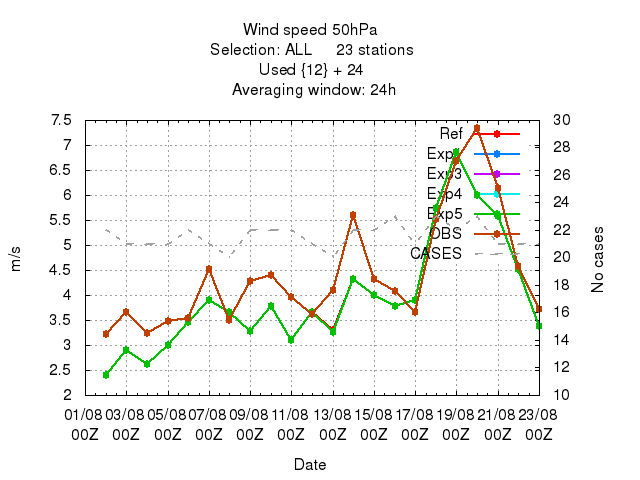 Wind speed 50hPa
Selection: ALL 23 stations
Used {12} + 24
Averaging window: 24h
7.5
7
6.5
6
5.5
5
4.5
4
3.5
3
2.5
2
m/s
30
28
26
24
22
20
18
16
14
12
10
No cases
Ref
Exp
Exp3
Exp4
Exp5
OBS
CASES
01/08 03/08 05/08 07/08 09/08 11/08 13/08 15/08 17/08 19/08 21/08 23/08
00Z 00Z 00Z 00Z 00Z 00Z 00Z 00Z 00Z 00Z 00Z 00Z
Date